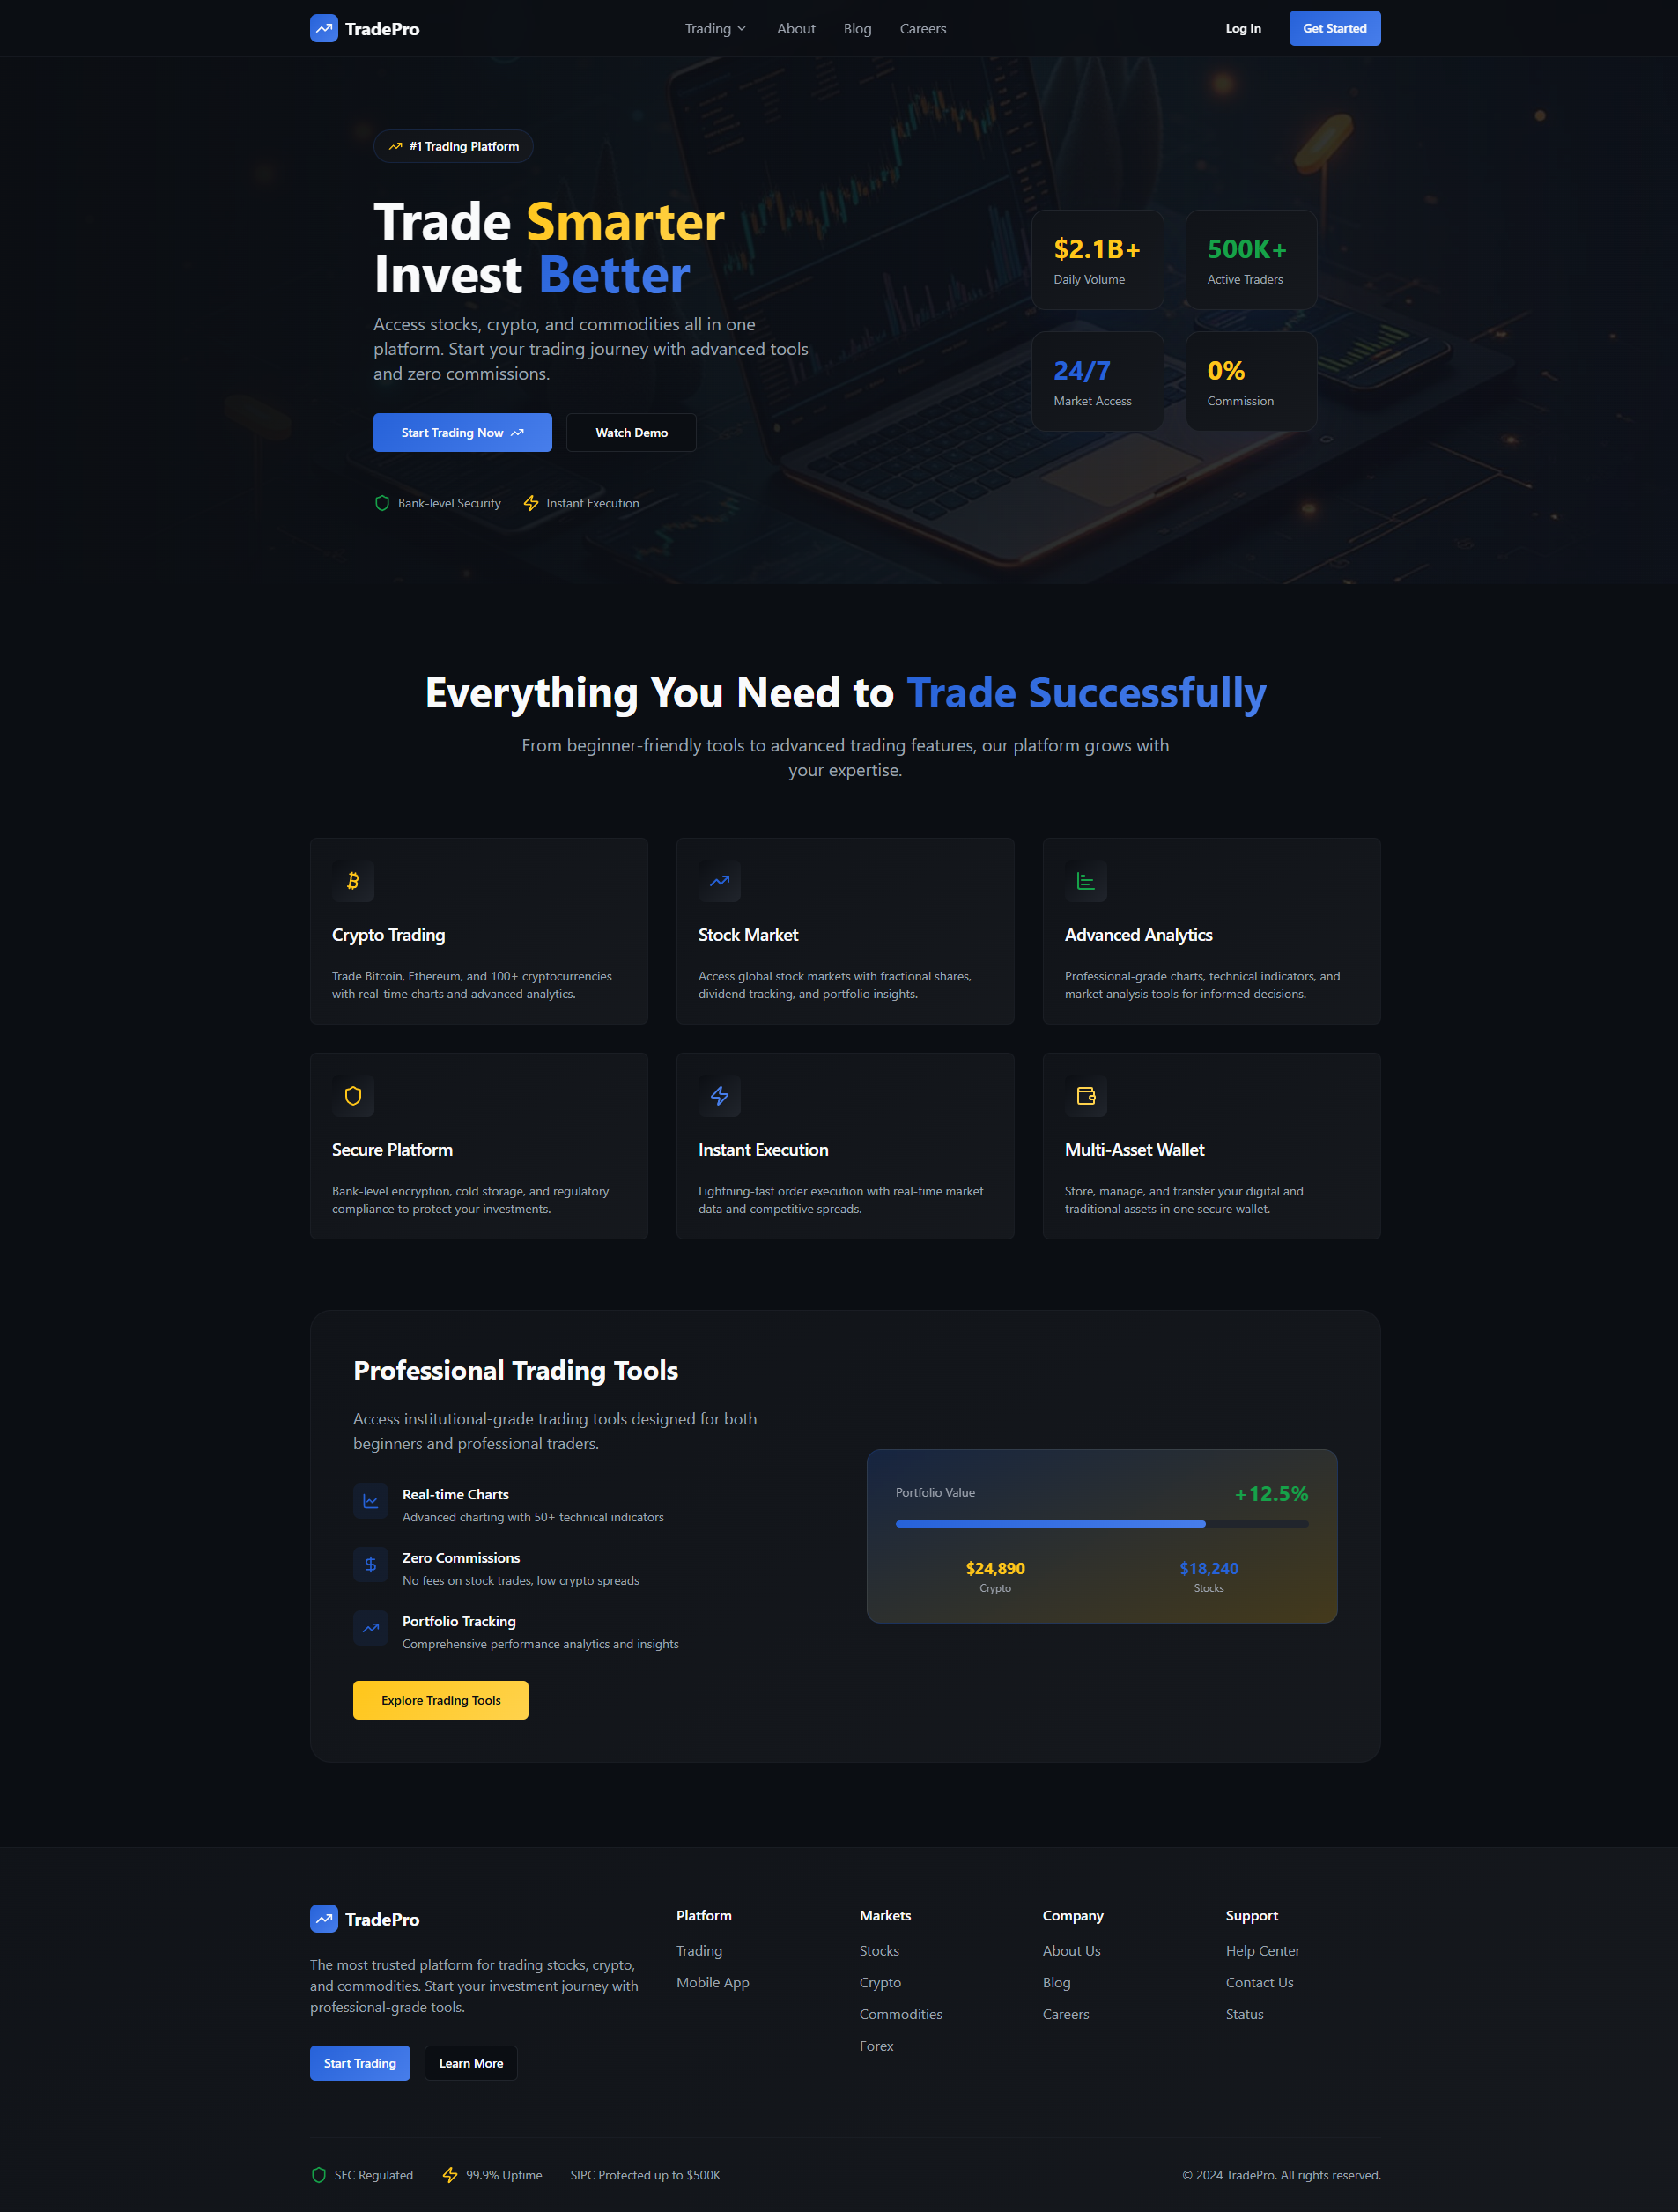 TradePro
Trading
About
Blog
Careers
Log In
Get Started
#1 Trading Platform
Trade Smarter
Invest Better
Access stocks, crypto, and commodities all in one
platform. Start your trading journey with advanced tools
and zero commissions.
Start Trading Now
Watch Demo
Bank-level Security
Instant Execution
$2.1B+
Daily Volume
500K+
Active Traders
24/7
Market Access
0%
Commission
Everything You Need to Trade Successfully
From beginner-friendly tools to advanced trading features, our platform grows with
your expertise.
Crypto Trading
Trade Bitcoin, Ethereum, and 100+ cryptocurrencies
with real-time charts and advanced analytics.
Stock Market
Access global stock markets with fractional shares,
dividend tracking, and portfolio insights.
Advanced Analytics
Professional-grade charts, technical indicators, and
market analysis tools for informed decisions.
Secure Platform
Bank-level encryption, cold storage, and regulatory
compliance to protect your investments.
Instant Execution
Lightning-fast order execution with real-time market
data and competitive spreads.
Multi-Asset Wallet
Store, manage, and transfer your digital and
traditional assets in one secure wallet.
Professional Trading Tools
Access institutional-grade trading tools designed for both
beginners and professional traders.
Real-time Charts
Advanced charting with 50+ technical indicators
Zero Commissions
No fees on stock trades, low crypto spreads
Portfolio Tracking
Comprehensive performance analytics and insights
Explore Trading Tools
Portfolio Value
+12.5%
$24,890
Crypto
$18,240
Stocks
TradePro
The most trusted platform for trading stocks, crypto,
and commodities. Start your investment journey with
professional-grade tools.
Start Trading
Learn More
Platform
Trading
Mobile App
Markets
Stocks
Crypto
Commodities
Forex
Company
About Us
Blog
Careers
Support
Help Center
Contact Us
Status
SEC Regulated
99.9% Uptime
SIPC Protected up to $500K
© 2024 TradePro. All rights reserved.